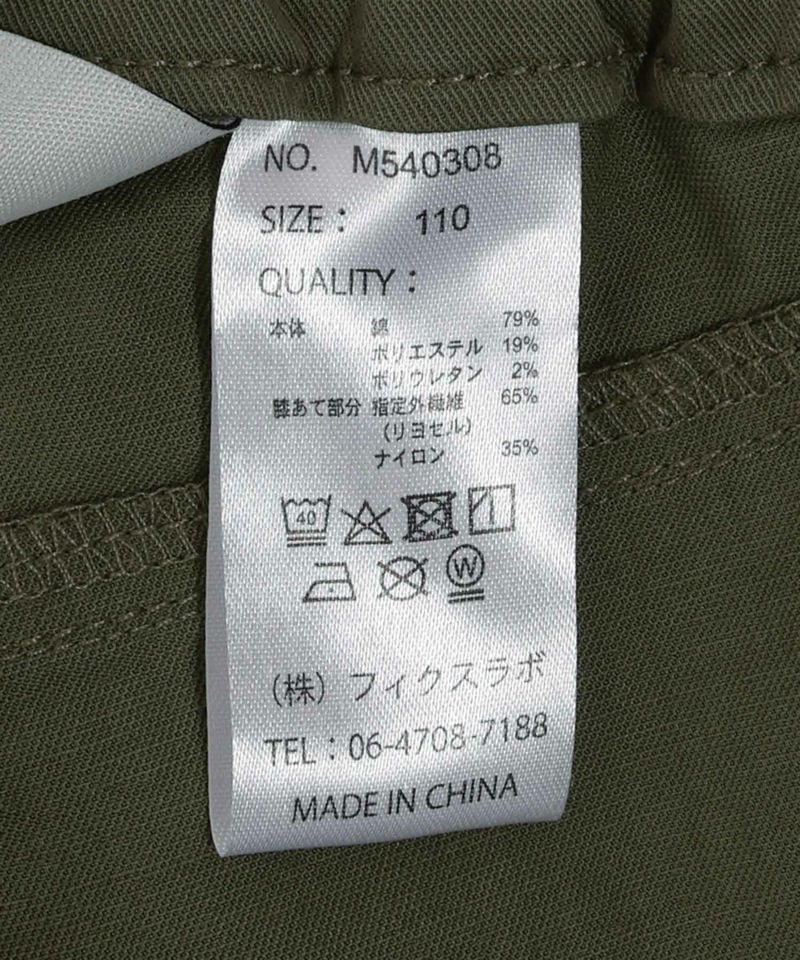 NO. M540308
SIZE： 110
QUALITY：
本体 綿 79%
ポリエステル 19%
ポリウレタン 2%
膝あて部分 指定外繊維 65%
（リヨセル）
ナイロン 35%
40
W
（株）フィクスラボ
TEL：06-4708-7188
MADE IN CHINA